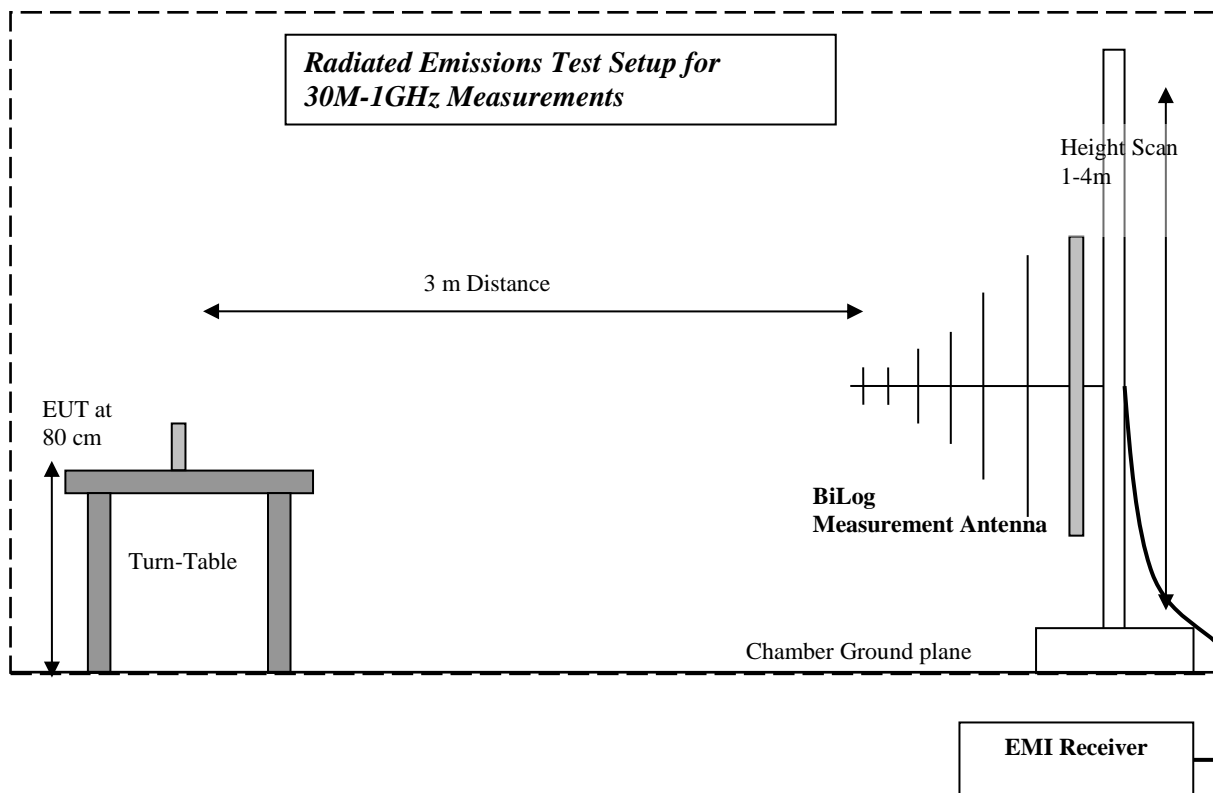 Radiated Emissions Test Setup for
30M-1GHz Measurements
Height Scan
1-4m
3 m Distance
EUT at
80 cm
BiLog
Measurement Antenna
Turn-Table
Chamber Ground plane
EMI Receiver